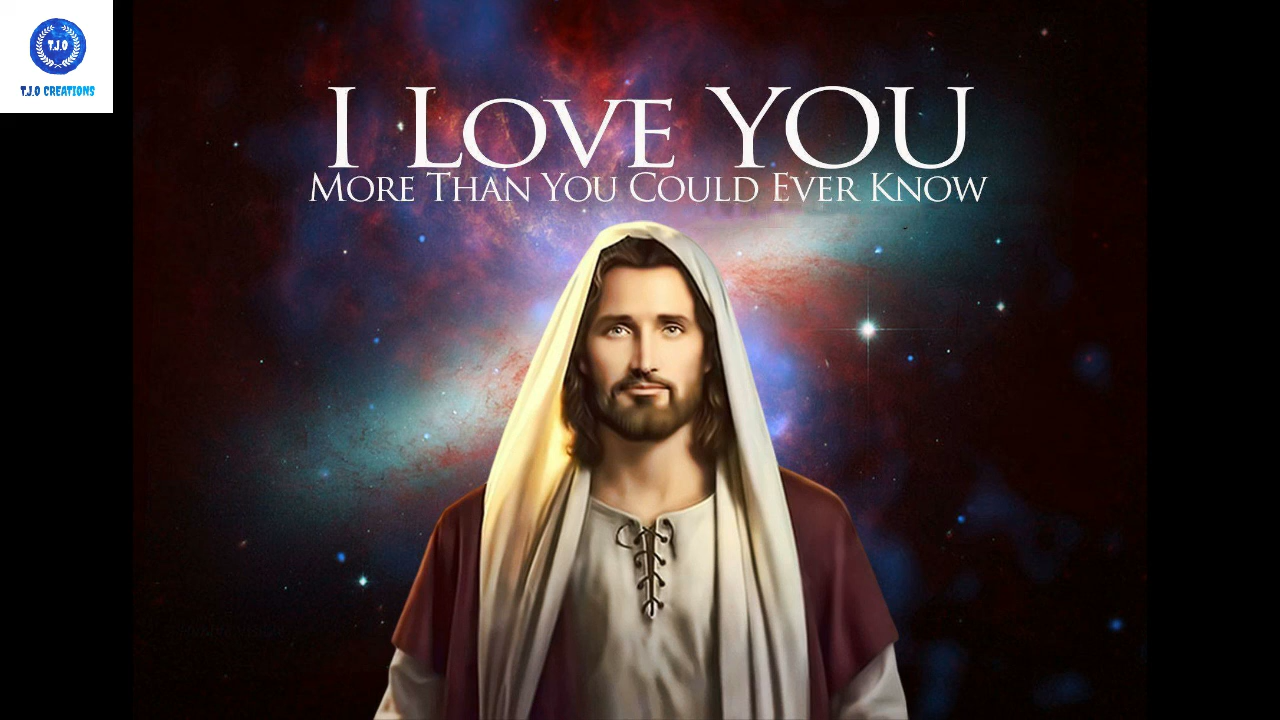 T.J.O
T.J.O CREATIONS
I LOVE YOU
MORE THAN YOU COULD EVER KNOW